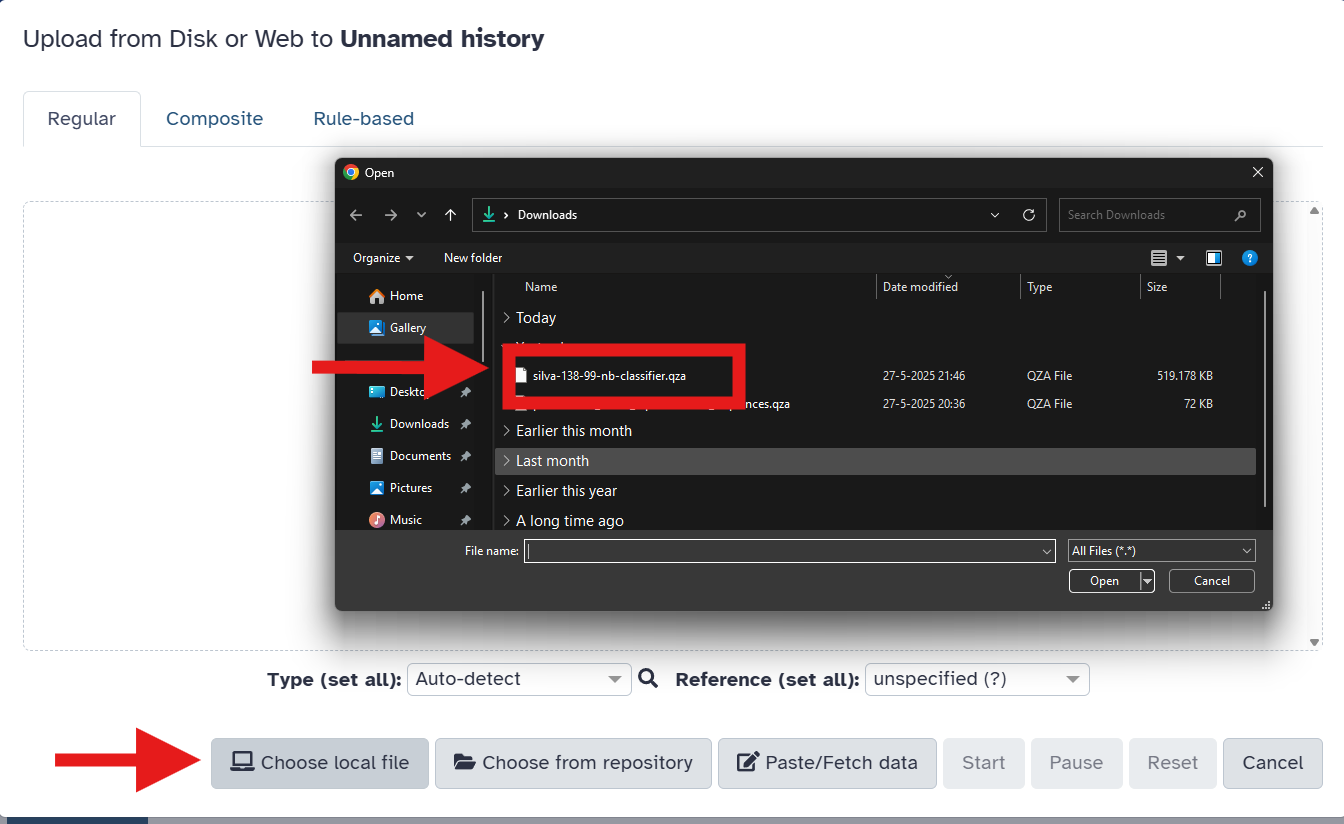 Upload from Disk or Web to Unnamed history
Regular Composite Rule-based
Open
Downloads
Search Downloads
Organize New folder
Name Date modified Type Size
Home
Gallery
Today
silva-138-99-nb-classifier.qza 27-5-2025 21:46 QZA File 519.178 KB
nces.qza 27-5-2025 20:36 QZA File 72 KB
Downloads
Documents
Pictures
Music
Earlier this month
Last month
Earlier this year
A long time ago
File name: All Files (*.*)
Open Cancel
Type (set all): Auto-detect Reference (set all): unspecified (?)
Choose local file Choose from repository Paste/Fetch data Start Pause Reset Cancel